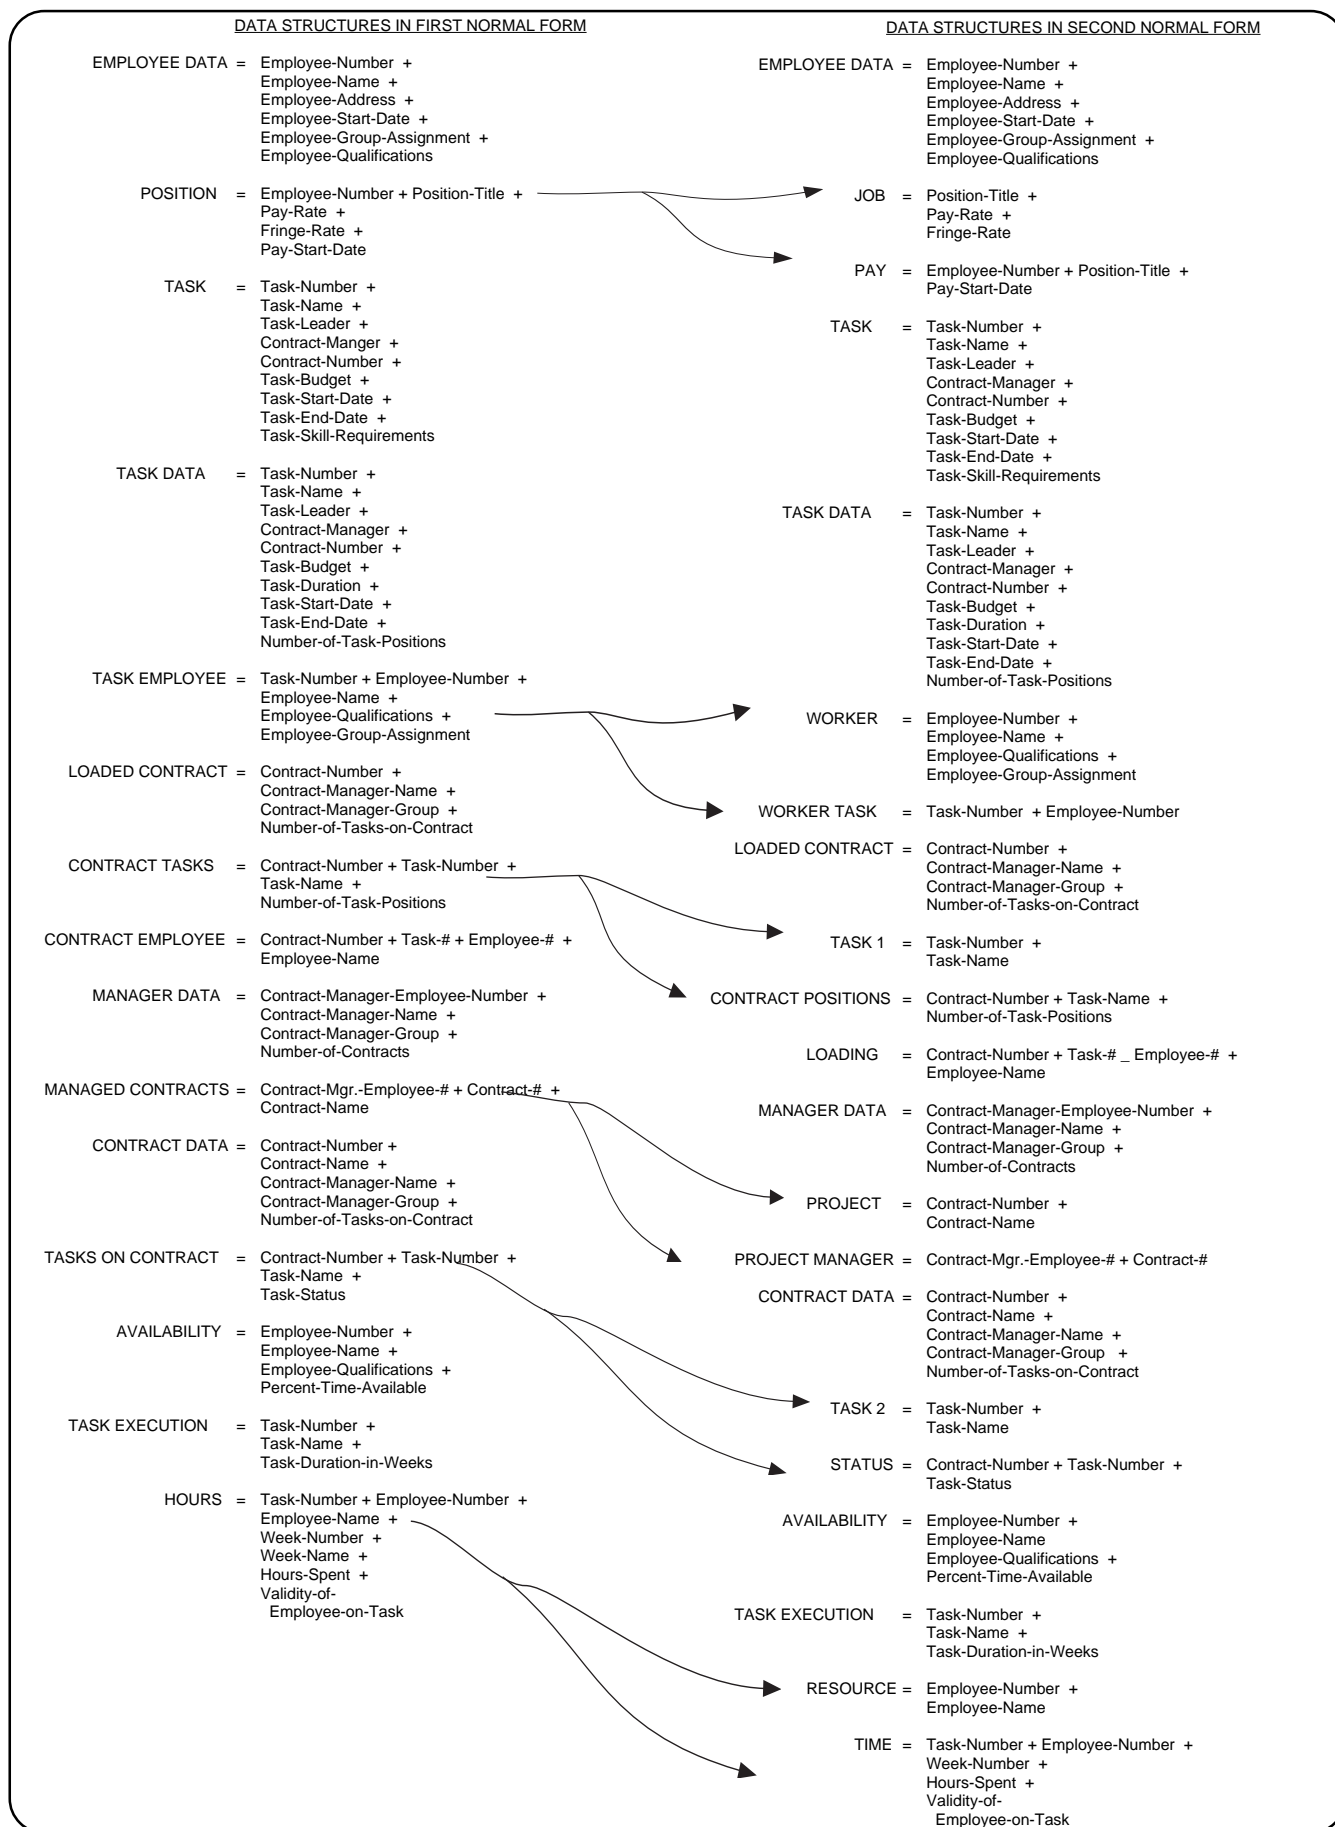 DATA STRUCTURES IN FIRST NORMAL FORM
EMPLOYEE DATA = Employee-Number +
Employee-Name +
Employee-Address +
Employee-Start-Date +
Employee-Group-Assignment +
Employee-Qualifications
POSITION = Employee-Number + Position-Title +
Pay-Rate +
Fringe-Rate +
Pay-Start-Date
TASK = Task-Number +
Task-Name +
Task-Leader +
Contract-Manger +
Contract-Number +
Task-Budget +
Task-Start-Date +
Task-End-Date +
Task-Skill-Requirements
TASK DATA = Task-Number +
Task-Name +
Task-Leader +
Contract-Manager +
Contract-Number +
Task-Budget +
Task-Duration +
Task-Start-Date +
Task-End-Date +
Number-of-Task-Positions
TASK EMPLOYEE = Task-Number + Employee-Number +
Employee-Name +
Employee-Qualifications +
Employee-Group-Assignment
LOADED CONTRACT = Contract-Number +
Contract-Manager-Name +
Contract-Manager-Group +
Number-of-Tasks-on-Contract
CONTRACT TASKS = Contract-Number + Task-Number +
Task-Name +
Number-of-Task-Positions
CONTRACT EMPLOYEE = Contract-Number + Task-# + Employee-# +
Employee-Name
MANAGER DATA = Contract-Manager-Employee-Number +
Contract-Manager-Name +
Contract-Manager-Group +
Number-of-Contracts
MANAGED CONTRACTS = Contract-Mgr.-Employee-# + Contract-# +
Contract-Name
CONTRACT DATA = Contract-Number +
Contract-Name +
Contract-Manager-Name +
Contract-Manager-Group +
Number-of-Tasks-on-Contract
TASKS ON CONTRACT = Contract-Number + Task-Number +
Task-Name +
Task-Status
AVAILABILITY = Employee-Number +
Employee-Name +
Employee-Qualifications +
Percent-Time-Available
TASK EXECUTION = Task-Number +
Task-Name +
Task-Duration-in-Weeks
HOURS = Task-Number + Employee-Number +
Employee-Name +
Week-Number +
Week-Name +
Hours-Spent +
Validity-of-
Employee-on-Task
DATA STRUCTURES IN SECOND NORMAL FORM
EMPLOYEE DATA = Employee-Number +
Employee-Name +
Employee-Address +
Employee-Start-Date +
Employee-Group-Assignment +
Employee-Qualifications
JOB = Position-Title +
Pay-Rate +
Fringe-Rate
PAY = Employee-Number + Position-Title +
Pay-Start-Date
TASK = Task-Number +
Task-Name +
Task-Leader +
Contract-Manager +
Contract-Number +
Task-Budget +
Task-Start-Date +
Task-End-Date +
Task-Skill-Requirements
TASK DATA = Task-Number +
Task-Name +
Task-Leader +
Contract-Manager +
Contract-Number +
Task-Budget +
Task-Duration +
Task-Start-Date +
Task-End-Date +
Number-of-Task-Positions
WORKER = Employee-Number +
Employee-Name +
Employee-Qualifications +
Employee-Group-Assignment
WORKER TASK = Task-Number + Employee-Number
LOADED CONTRACT = Contract-Number +
Contract-Manager-Name +
Contract-Manager-Group +
Number-of-Tasks-on-Contract
TASK 1 = Task-Number +
Task-Name
CONTRACT POSITIONS = Contract-Number + Task-Name +
Number-of-Task-Positions
LOADING = Contract-Number + Task-# _ Employee-# +
Employee-Name
MANAGER DATA = Contract-Manager-Employee-Number +
Contract-Manager-Name +
Contract-Manager-Group +
Number-of-Contracts
PROJECT = Contract-Number +
Contract-Name
PROJECT MANAGER = Contract-Mgr.-Employee-# + Contract-#
CONTRACT DATA = Contract-Number +
Contract-Name +
Contract-Manager-Name +
Contract-Manager-Group +
Number-of-Tasks-on-Contract
TASK 2 = Task-Number +
Task-Name
STATUS = Contract-Number + Task-Number +
Task-Status
AVAILABILITY = Employee-Number +
Employee-Name
Employee-Qualifications +
Percent-Time-Available
TASK EXECUTION = Task-Number +
Task-Name +
Task-Duration-in-Weeks
RESOURCE = Employee-Number +
Employee-Name
TIME = Task-Number + Employee-Number +
Week-Number +
Hours-Spent +
Validity-of-
Employee-on-Task